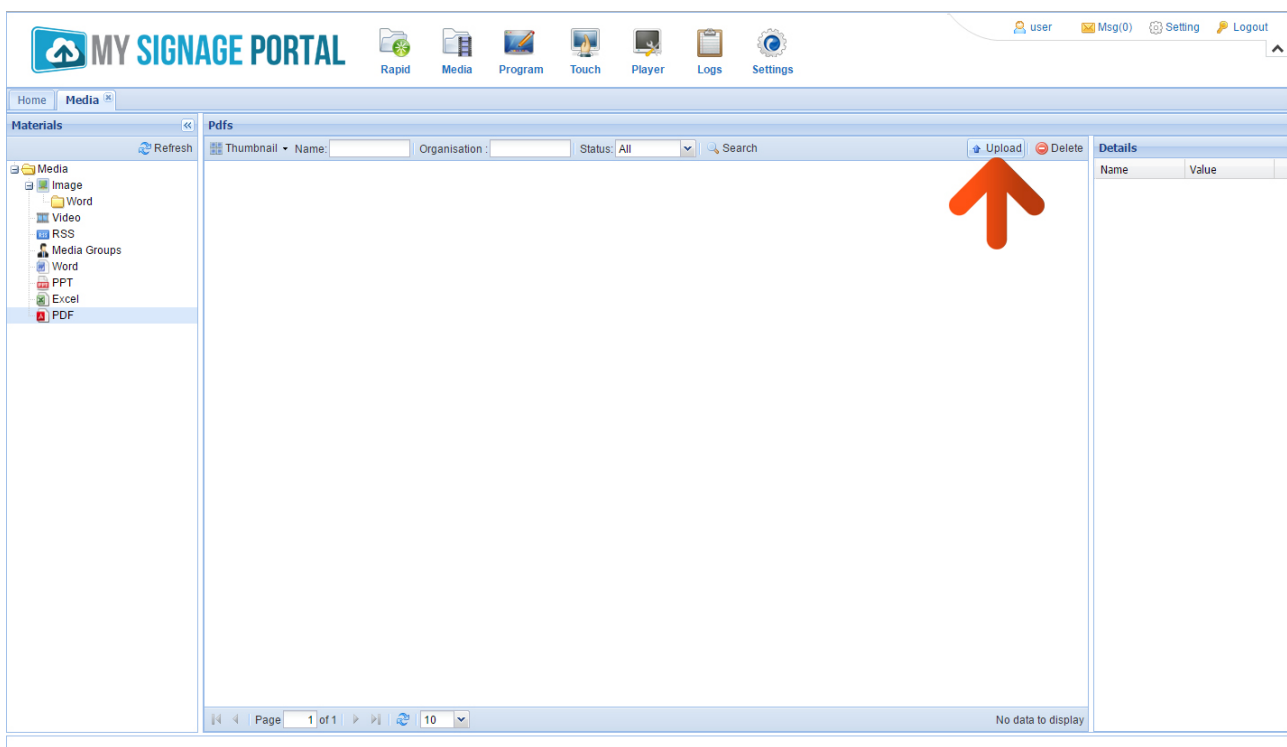 user Msg(0) Setting Logout
MY SIGNAGE PORTAL
Rapid Media Program Touch Player Logs Settings
Home Media
Materials
Refresh
Media
Image
Word
Video
RSS
Media Groups
Word
PPT
Excel
PDF
Pdfs
Thumbnail Name: Organisation : Status: All Search Upload Delete
Page 1 of 1 10 No data to display
Details
Name Value